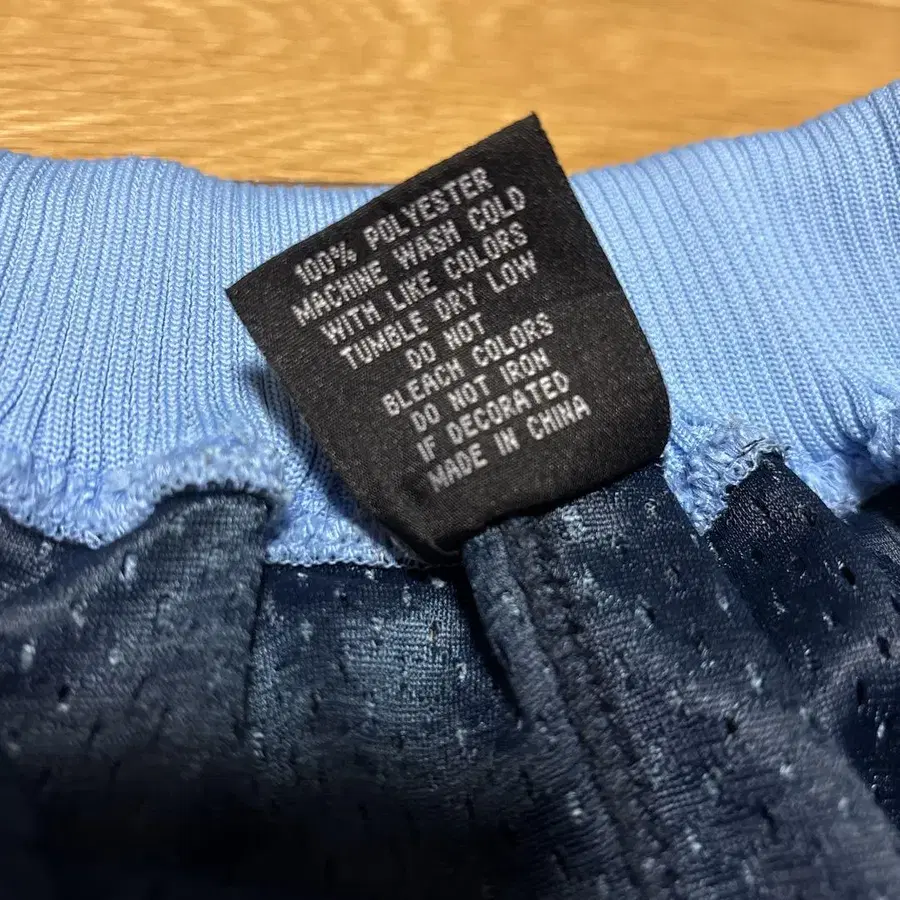 100% POLYESTER
MACHINE WASH COLD
WITH LIKE COLORS
TUMBLE DRY LOW
DO NOT
BLEACH COLORS
DO NOT IRON
IF DECORATED
MADE IN CHINA